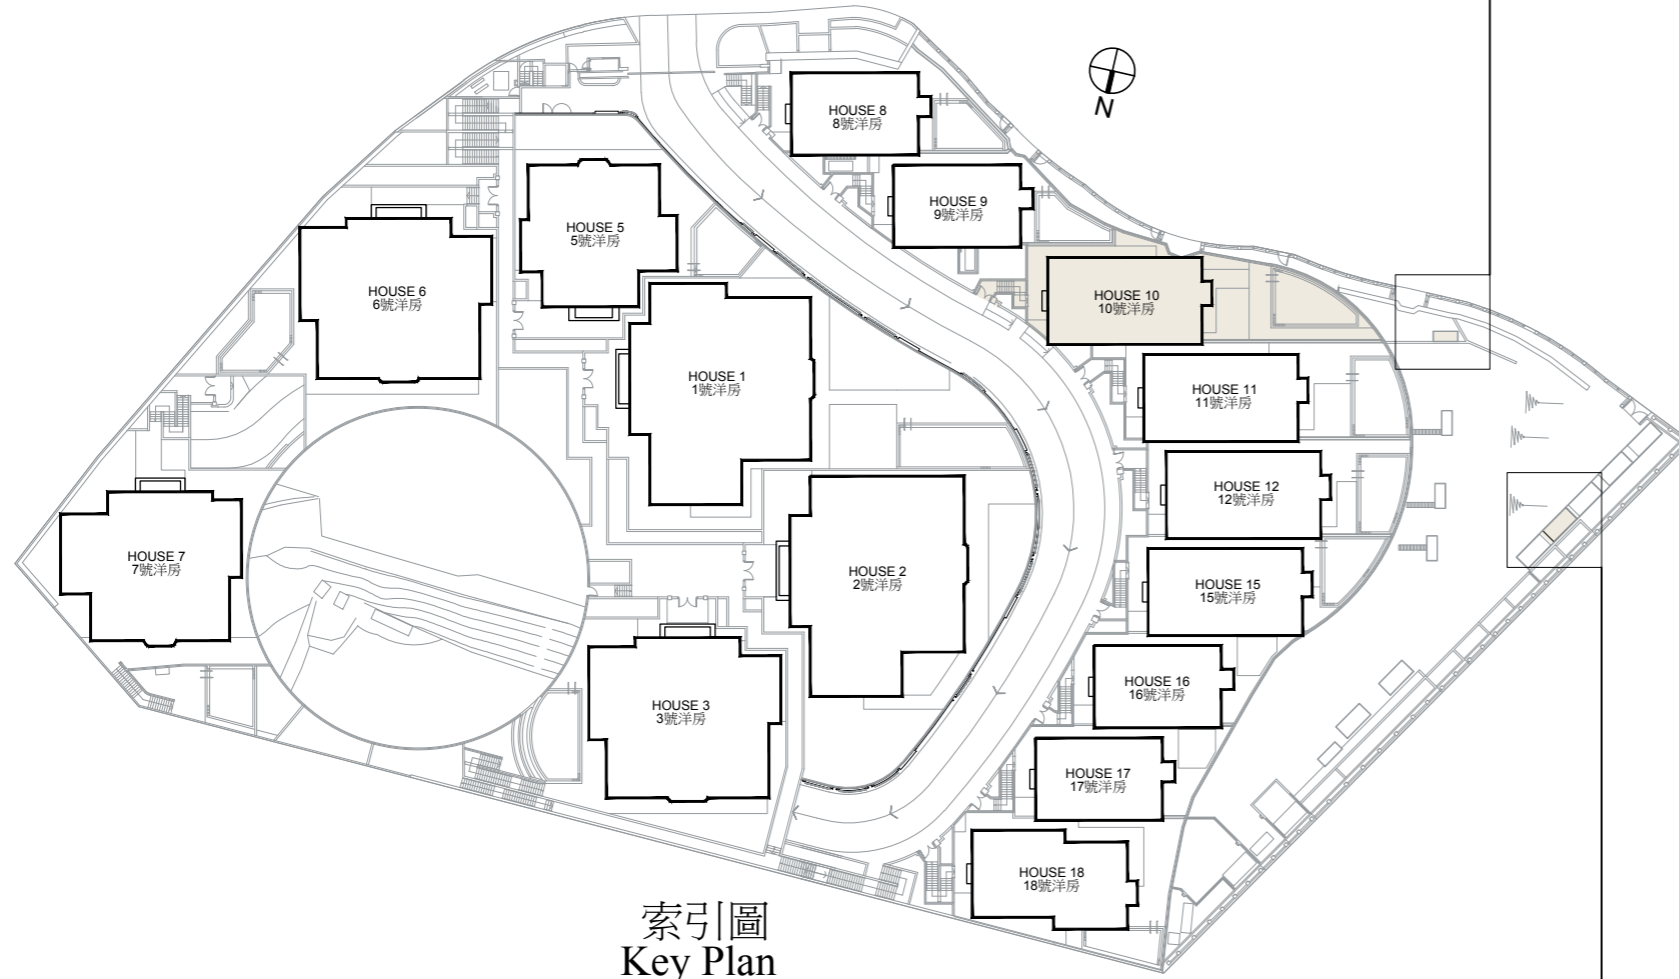 N
HOUSE 8
8號洋房
HOUSE 9
9號洋房
HOUSE 5
5號洋房
HOUSE 6
6號洋房
HOUSE 10
10號洋房
HOUSE 1
1號洋房
HOUSE 11
11號洋房
HOUSE 12
12號洋房
HOUSE 7
7號洋房
HOUSE 2
2號洋房
HOUSE 15
15號洋房
HOUSE 3
3號洋房
HOUSE 16
16號洋房
HOUSE 17
17號洋房
HOUSE 18
18號洋房
索引圖
Key Plan